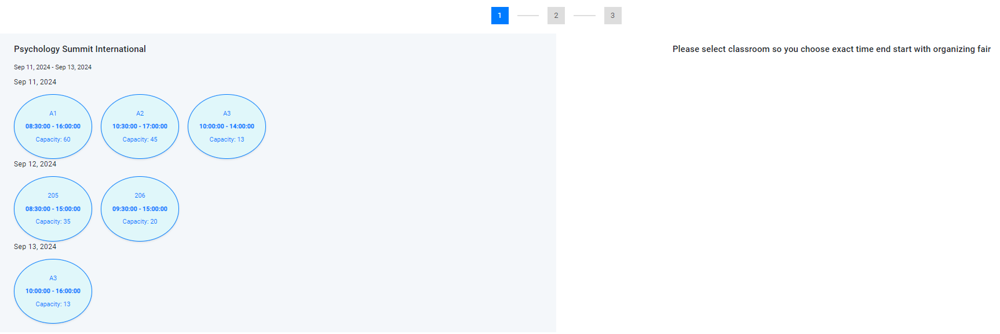 1 2 3
Psychology Summit International
Please select classroom so you choose exact time end start with organizing fair
Sep 11, 2024 - Sep 13, 2024
Sep 11, 2024
A1
08:30:00 - 16:00:00
Capacity: 60
A2
10:30:00 - 17:00:00
Capacity: 45
A3
10:00:00 - 14:00:00
Capacity: 13
Sep 12, 2024
205
08:30:00 - 15:00:00
Capacity: 35
206
09:30:00 - 15:00:00
Capacity: 20
Sep 13, 2024
A3
10:00:00 - 16:00:00
Capacity: 13